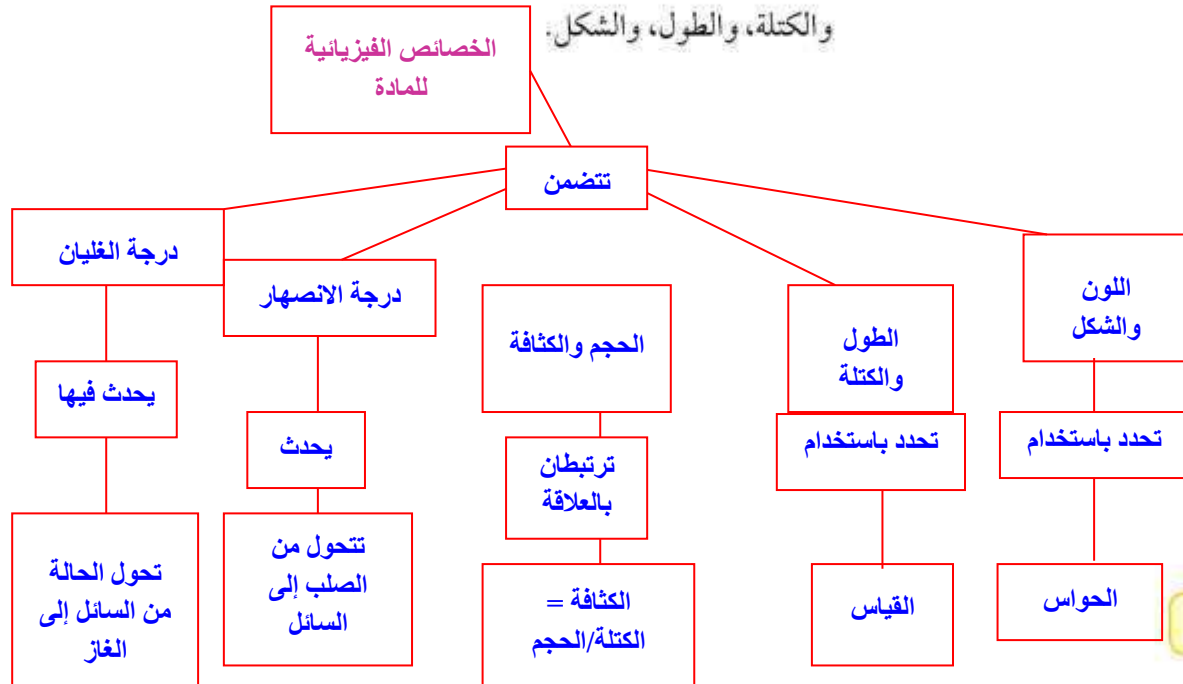 والكتلة، والطول، والشكل.
الخصائص الفيزيائية
للمادة
تتضمن
اللون
والشكل
تحدد باستخدام
الحواس
الطول
والكتلة
تحدد باستخدام
القياس
الحجم والكثافة
ترتبطان
بالعلاقة
الكثافة =
الكتلة/الحجم
درجة الانصهار
يحدث
تتحول من
الصلب إلى
السائل
درجة الغليان
يحدث فيها
تحول الحالة
من السائل إلى
الغاز